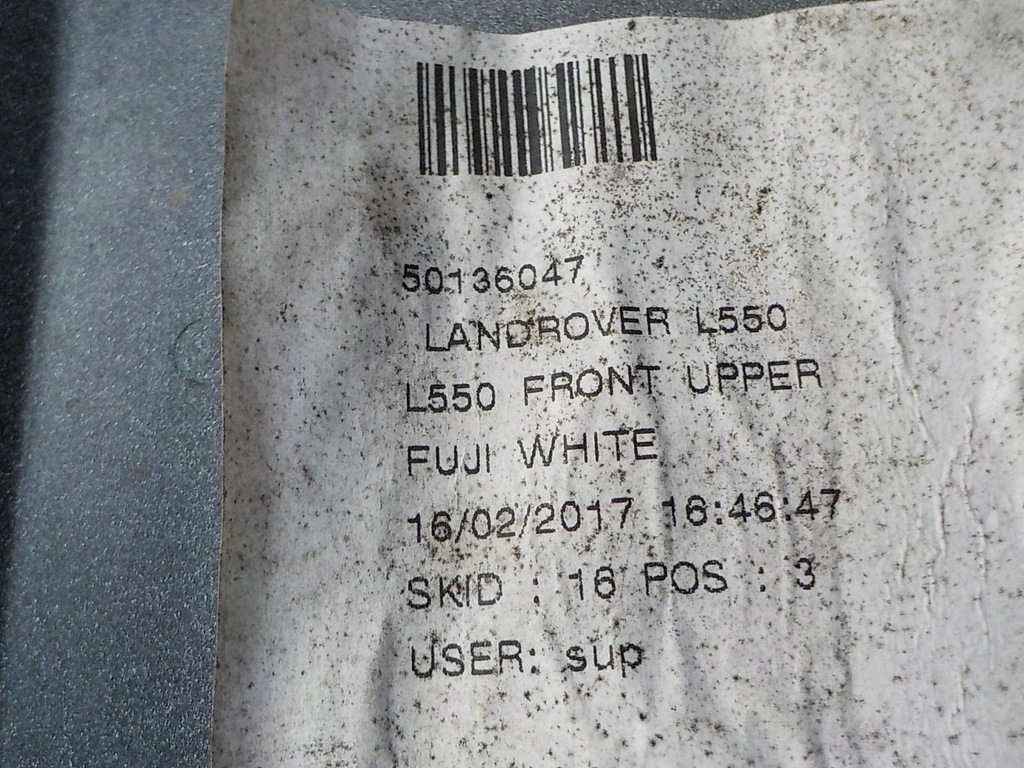 50136047
LANDROVER L550
L550 FRONT UPPER
FUJI WHITE
16/02/2017 16:46:47
SKID : 16 POS : 3
USER: sup